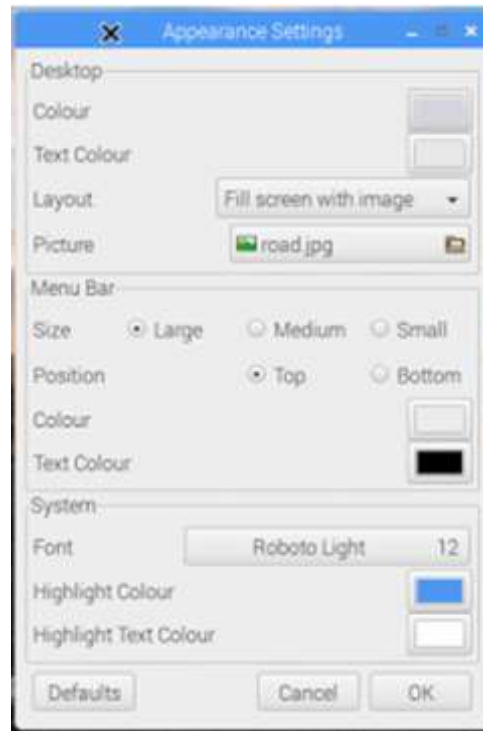 Appearance Settings
Desktop
Colour
Text Colour
Layout Fill screen with image
Picture road.jpg
Menu Bar
Size Large Medium Small
Position Top Bottom
Colour
Text Colour
System
Font Roboto Light 12
Highlight Colour
Highlight Text Colour
Defaults Cancel OK